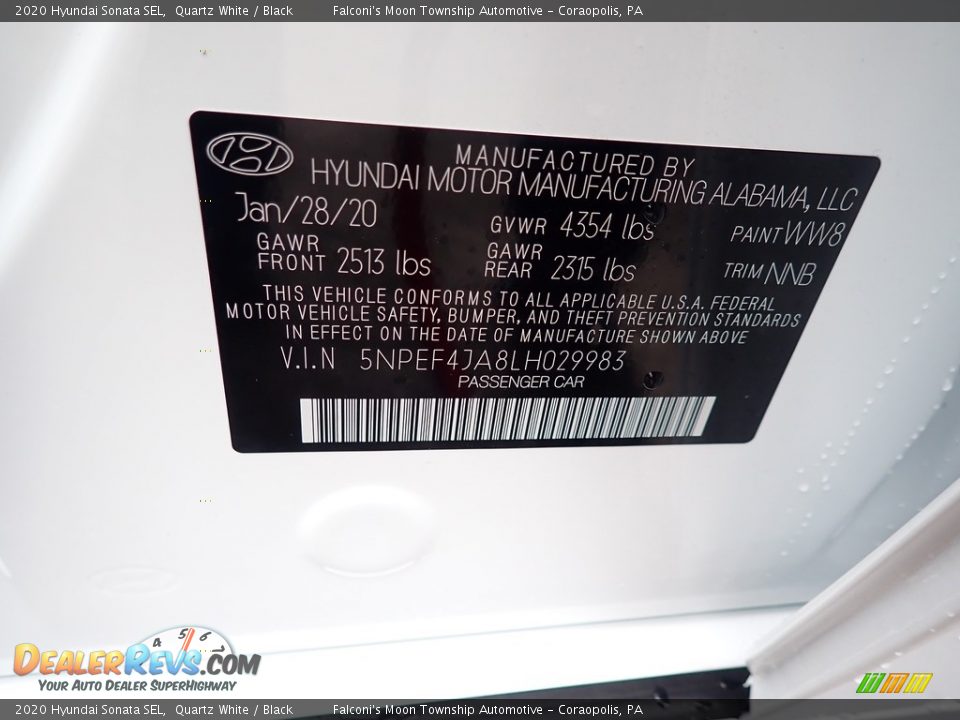 2020 Hyundai Sonata SEL, Quartz White / Black Falconi's Moon Township Automotive - Coraopolis, PA
MANUFACTURED BY
HYUNDAI MOTOR MANUFACTURING ALABAMA, LLC
Jan/28/20 GVWR 4354 lbs PAINT WW8
GAWR FRONT 2513 lbs GAWR REAR 2315 lbs TRIM NNB
THIS VEHICLE CONFORMS TO ALL APPLICABLE U.S.A. FEDERAL
MOTOR VEHICLE SAFETY, BUMPER, AND THEFT PREVENTION STANDARDS
IN EFFECT ON THE DATE OF MANUFACTURE SHOWN ABOVE
V.I.N 5NPEF4JA8LH029983
PASSENGER CAR
4 5 6 7
DEALERREVS.COM
YOUR AUTO DEALER SUPERHIGHWAY
2020 Hyundai Sonata SEL, Quartz White / Black Falconi's Moon Township Automotive - Coraopolis, PA